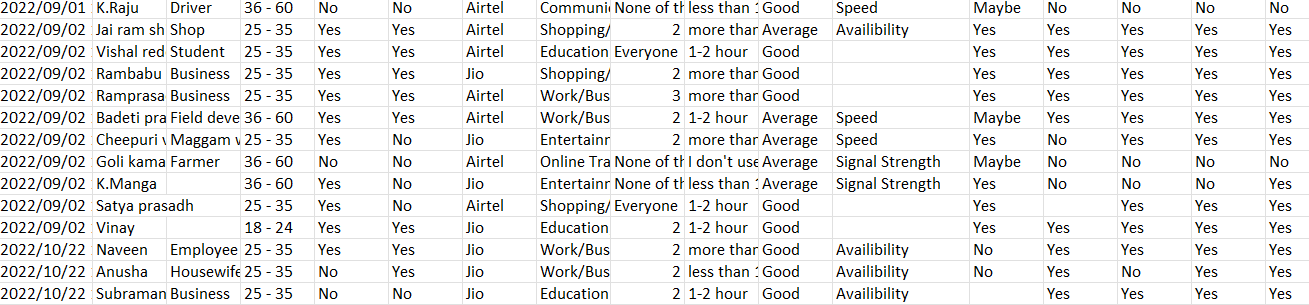 2022/09/01 K.Raju Driver 36 - 60 No No Airtel Communi None of th less than 1 Good Speed Maybe No No No No
2022/09/02 Jai ram sh Shop 25 - 35 Yes Yes Airtel Shopping/ 2 more than Average Availibility Yes Yes Yes Yes Yes
2022/09/02 Vishal red Student 25 - 35 Yes Yes Airtel Education Everyone 1-2 hour Good Yes Yes Yes Yes Yes
2022/09/02 Rambabu Business 25 - 35 Yes Yes Jio Shopping/ 2 more than Good Yes Yes Yes Yes Yes
2022/09/02 Ramprasa Business 25 - 35 Yes Yes Airtel Work/Bus 3 more than Good Yes Yes Yes Yes Yes
2022/09/02 Badeti pra Field deve 36 - 60 Yes Yes Airtel Work/Bus 2 1-2 hour Average Speed Maybe Yes Yes Yes Yes
2022/09/02 Cheepuri v Maggam w 25 - 35 Yes No Jio Entertainm 2 more than Average Speed Yes No Yes Yes Yes
2022/09/02 Goli kama Farmer 36 - 60 No No Airtel Online Tra None of th I don't use Average Signal Strength Maybe No No No No
2022/09/02 K.Manga 36 - 60 Yes No Jio Entertainm None of th less than 1 Average Signal Strength Yes No No No Yes
2022/09/02 Satya prasadh 25 - 35 Yes No Airtel Shopping/ Everyone 1-2 hour Good Yes Yes Yes Yes
2022/09/02 Vinay 18 - 24 Yes Yes Jio Education 2 1-2 hour Good Yes Yes Yes Yes Yes
2022/10/22 Naveen Employee 25 - 35 Yes Yes Jio Work/Bus 2 more than Good Availibility No Yes Yes Yes Yes
2022/10/22 Anusha Housewife 25 - 35 No Yes Jio Work/Bus 2 less than 1 Good Availibility No Yes No Yes Yes
2022/10/22 Subraman Business 25 - 35 No No Jio Education 2 1-2 hour Good Availibility Yes Yes Yes Yes